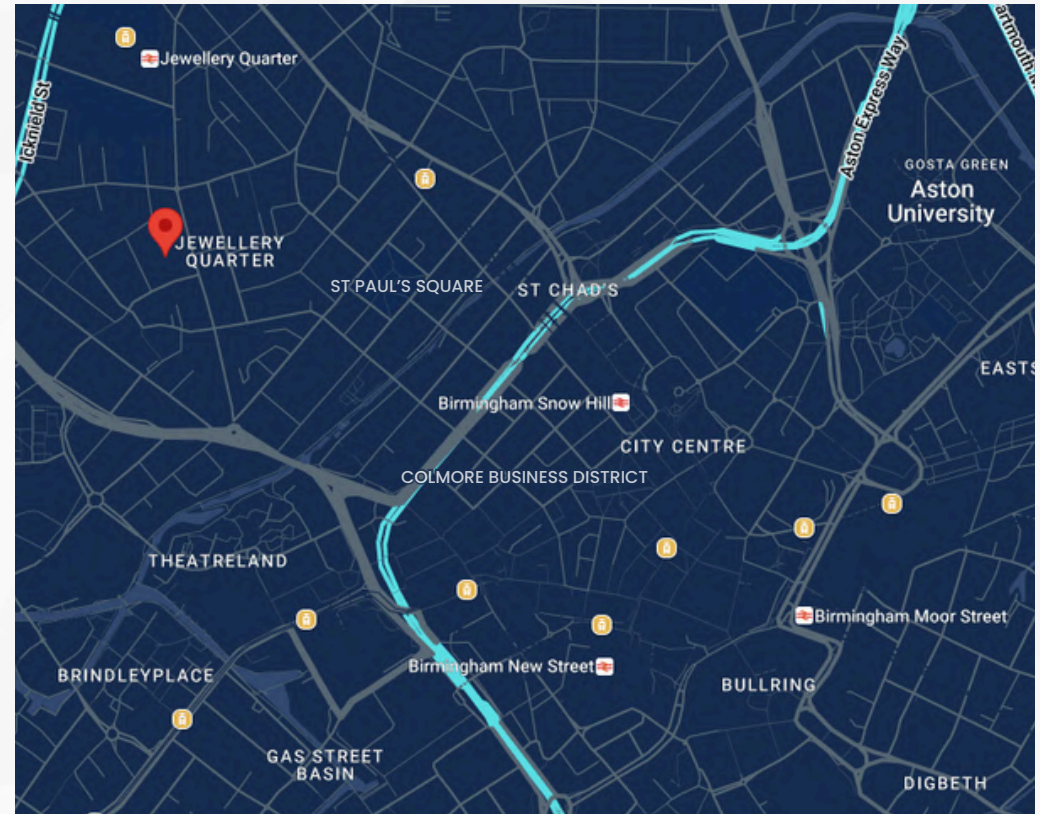 Jewellery Quarter
Icknield St
Aston Express Way
GOSTA GREEN
Aston
University
JEWELLERY
QUARTER
ST PAUL'S SQUARE
ST CHAD'S
EASTS
Birmingham Snow Hill
CITY CENTRE
COLMORE BUSINESS DISTRICT
THEATRELAND
Birmingham Moor Street
Birmingham New Street
BRINDLEYPLACE
BULLRING
GAS STREET
BASIN
DIGBETH